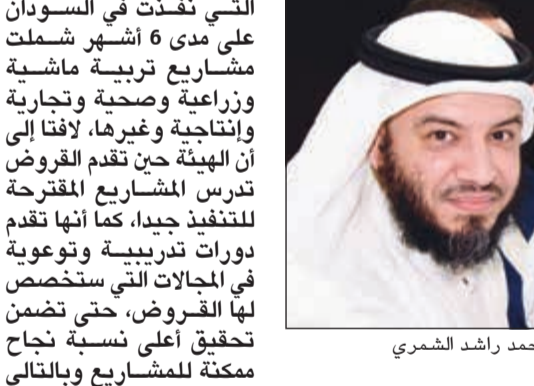 التي نفذت في السودان
على مدى 6 أشهر شملت
مشاريع تربية ماشية
وزراعية وصحية وتجارية
وإنتاجية وغيرها، لافتا إلى
أن الهيئة حين تقدم القروض
تدرس المشاريع المقترحة
للتنفيذ جيدا، كما أنها تقدم
دورات تدريبية وتوعوية
في المجالات التي ستخصص
لها القروض، حتى تضمن
تحقيق أعلى نسبة نجاح
ممكنة للمشاريع وبالتالي
حمد راشد الشمري